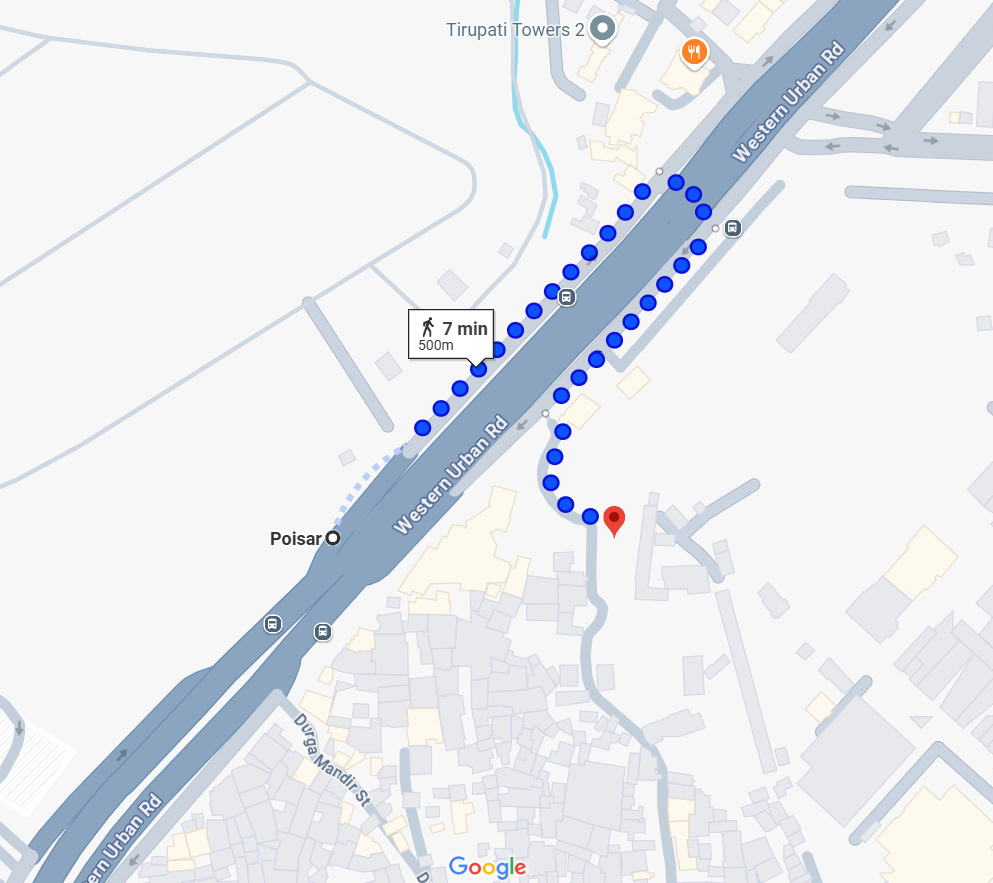 Tirupati Towers 2
Western Urban Rd
7 min
500m
Western Urban Rd
Poisar
Durga Mandir St
ern Urban Rd
D
Google